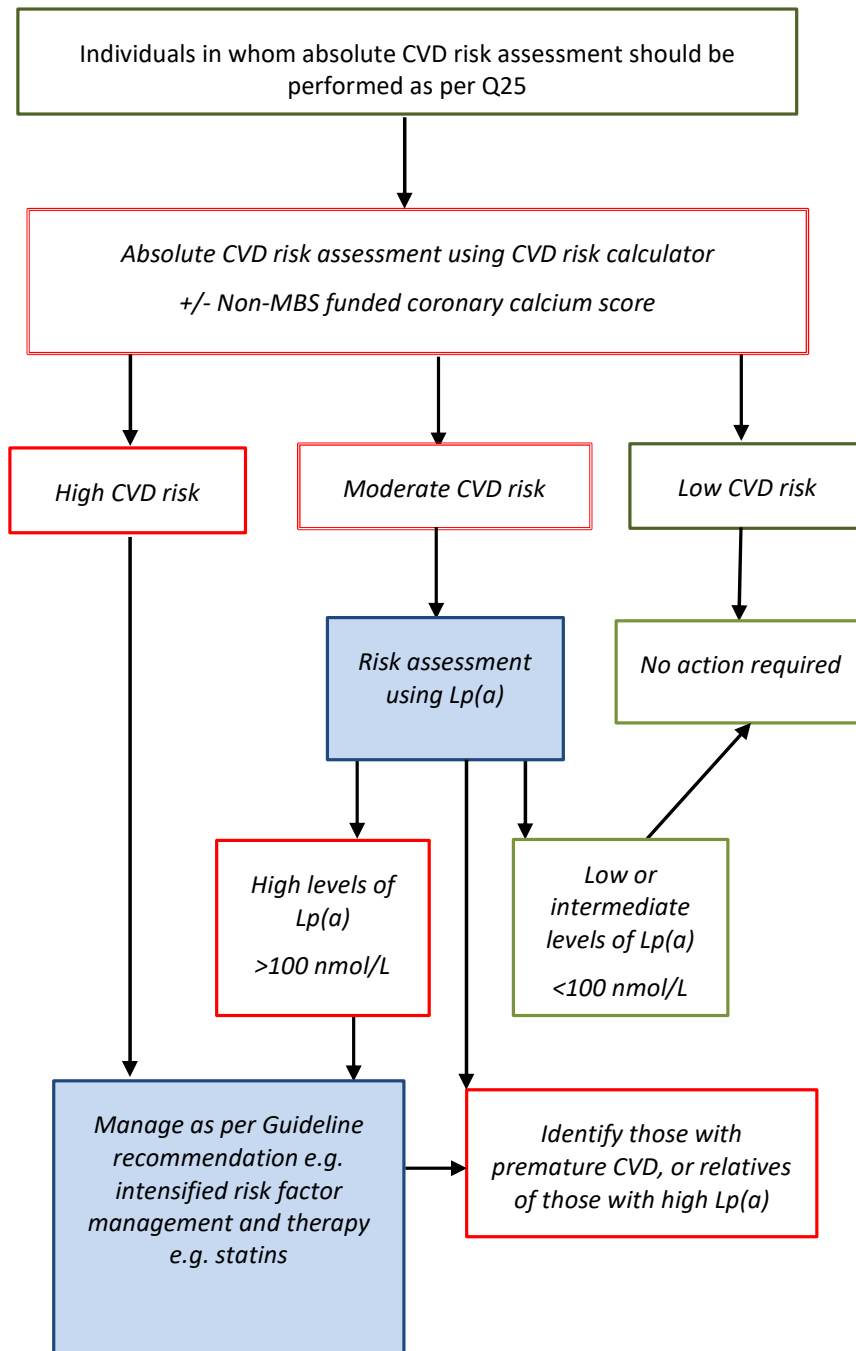 Individuals in whom absolute CVD risk assessment should be
performed as per Q25
Absolute CVD risk assessment using CVD risk calculator
+/- Non-MBS funded coronary calcium score
High CVD risk
Moderate CVD risk
Low CVD risk
Risk assessment
using Lp(a)
No action required
High levels of
Lp(a)
>100 nmol/L
Low or
intermediate
levels of Lp(a)
<100 nmol/L
Manage as per Guideline
recommendation e.g.
intensified risk factor
management and therapy
e.g. statins
Identify those with
premature CVD, or relatives
of those with high Lp(a)